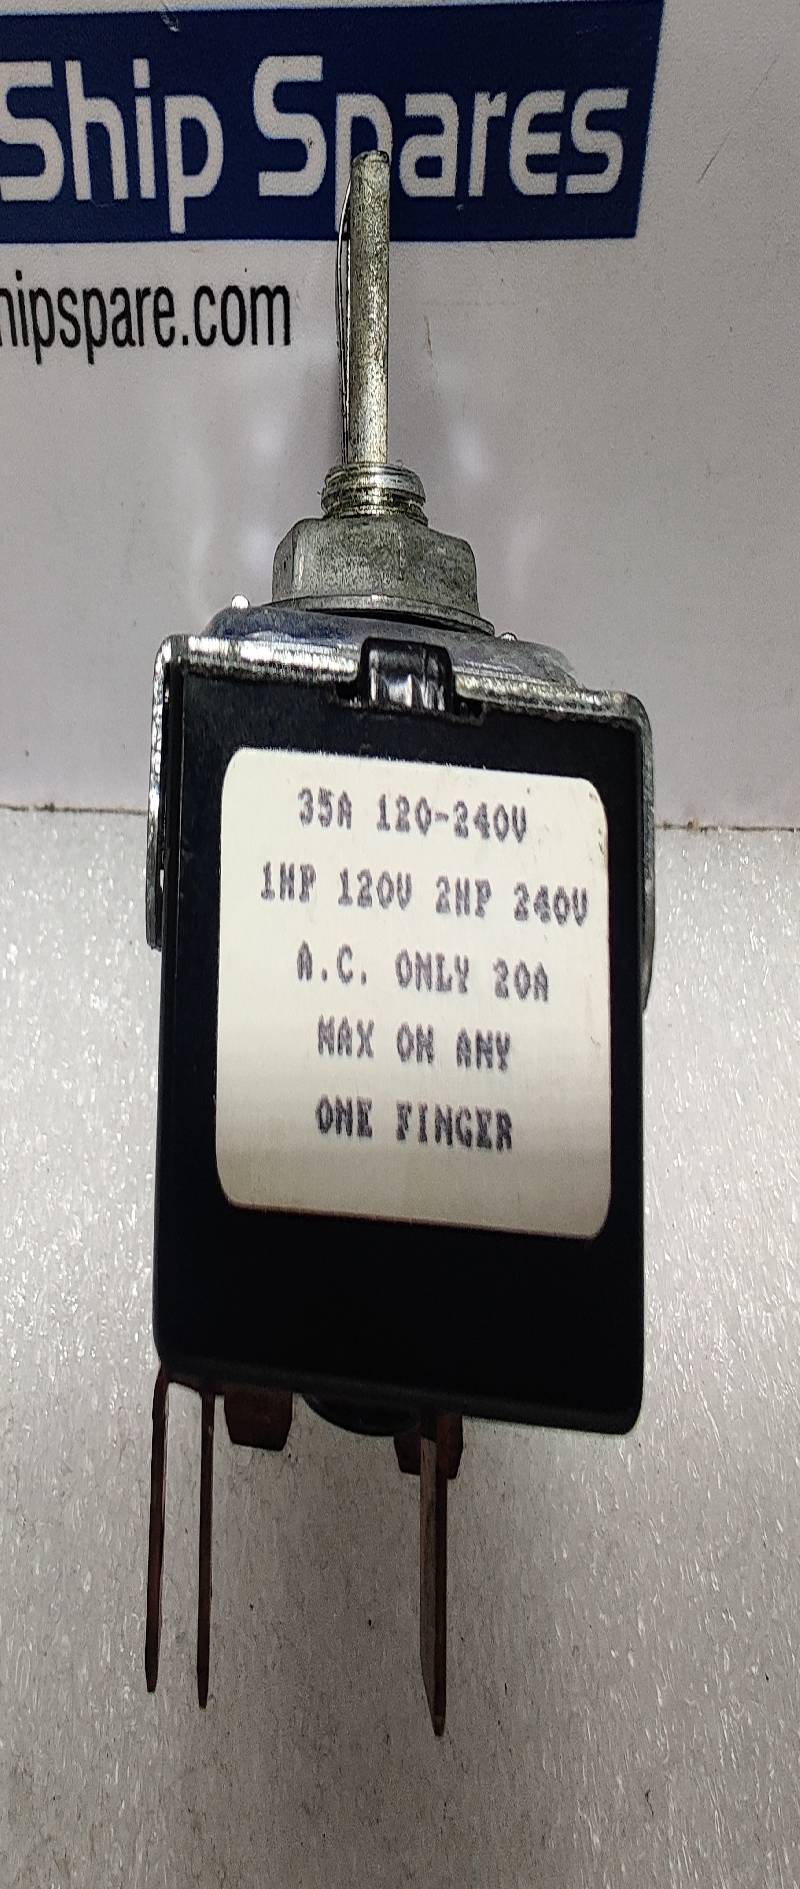 Ship Spares
hipspare.com
35A 120-240V
1HP 120V 2HP 240V
A.C. ONLY 20A
MAX ON ANY
ONE FINGER